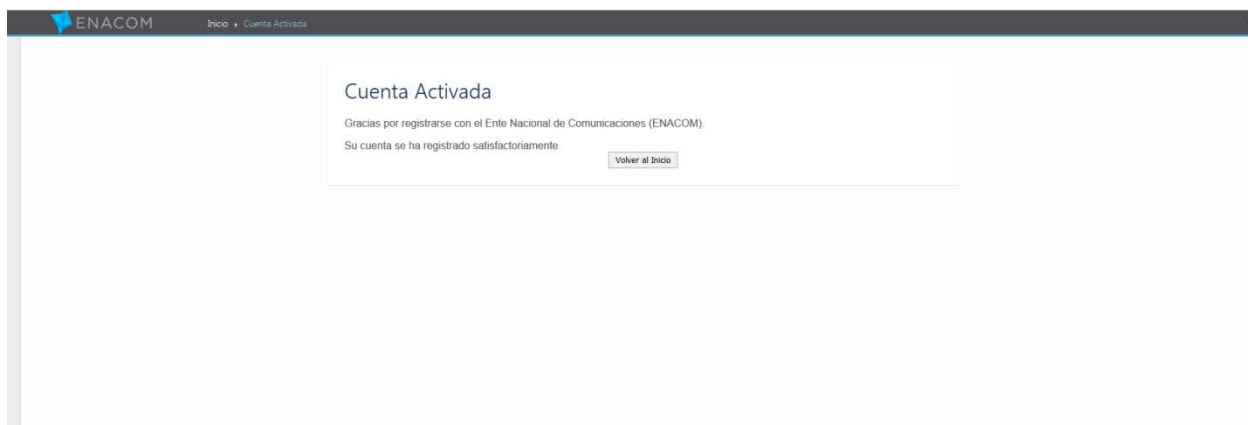 ENACOM Inicio Cuenta Activada
Cuenta Activada
Gracias por registrarse con el Ente Nacional de Comunicaciones (ENACOM).
Su cuenta se ha registrado satisfactoriamente.
Volver al Inicio